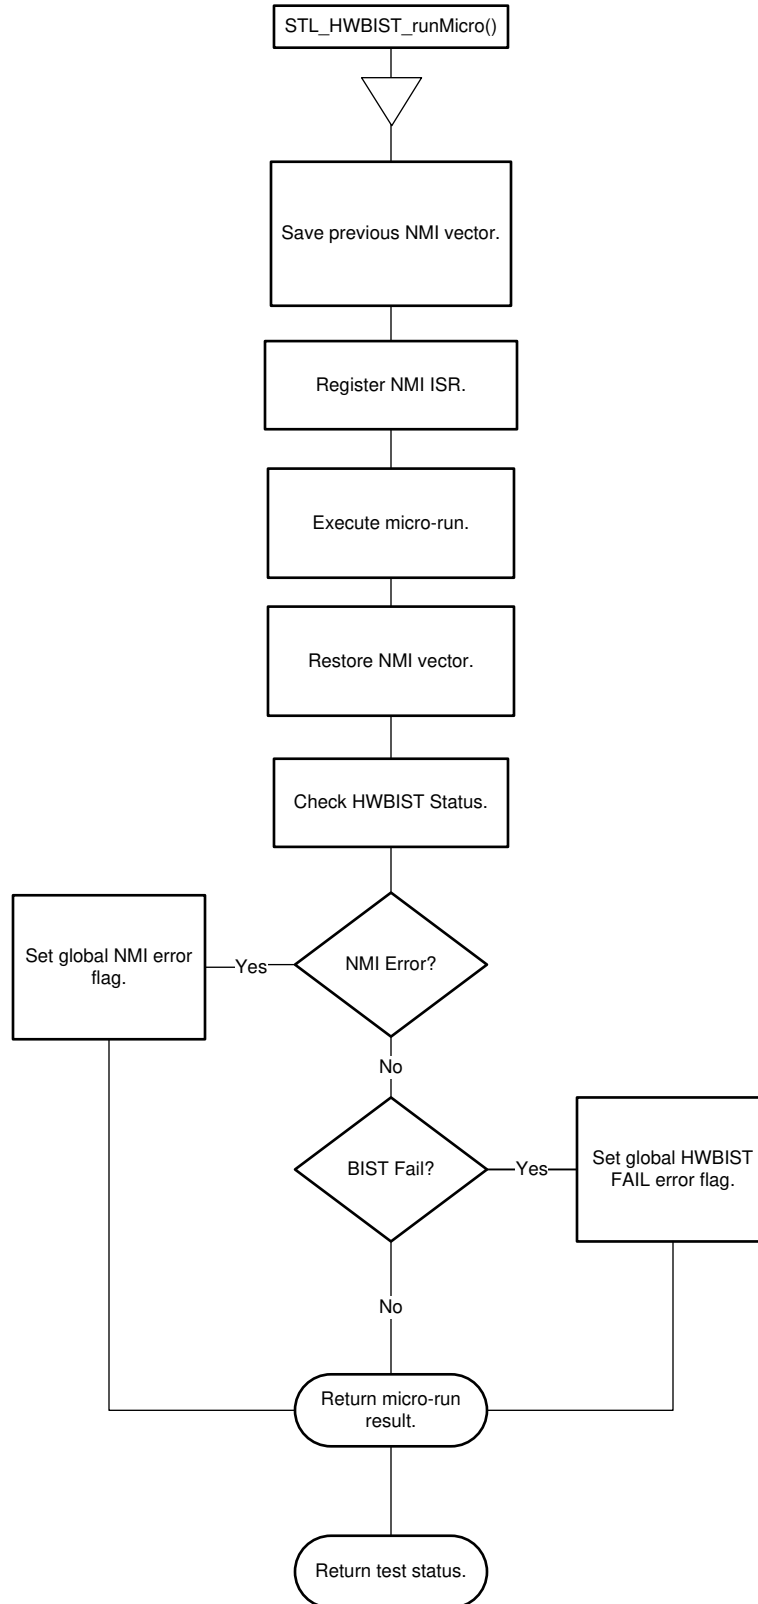 STL_HWBIST_runMicro()
Save previous NMI vector.
Register NMI ISR.
Execute micro-run.
Restore NMI vector.
Check HWBIST Status.
Set global NMI error
flag.
Yes
NMI Error?
No
BIST Fail?
Yes
Set global HWBIST
FAIL error flag.
No
Return micro-run
result.
Return test status.